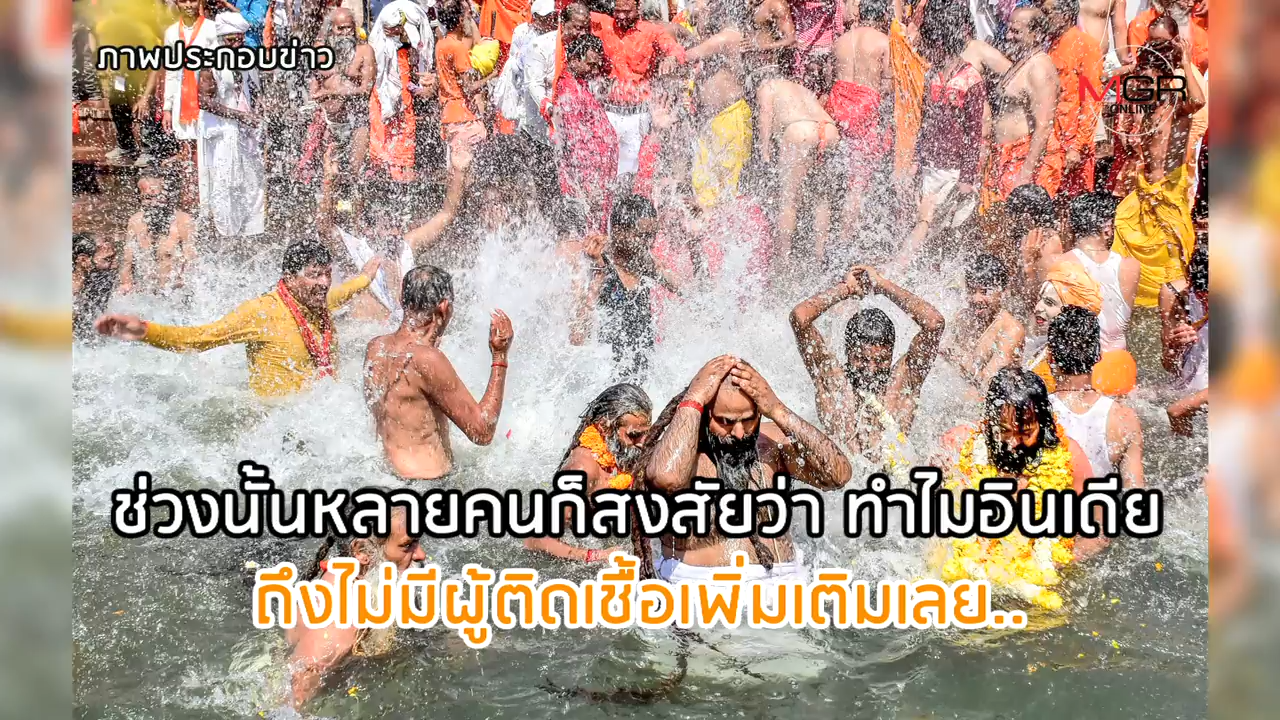 ภาพประกอบข่าว
MGR
ONLINE
ช่วงนั้นหลายคนก็สงสัยว่า ทำไมอินเดีย
ถึงไม่มีผู้ติดเชื้อเพิ่มเติมเลย..